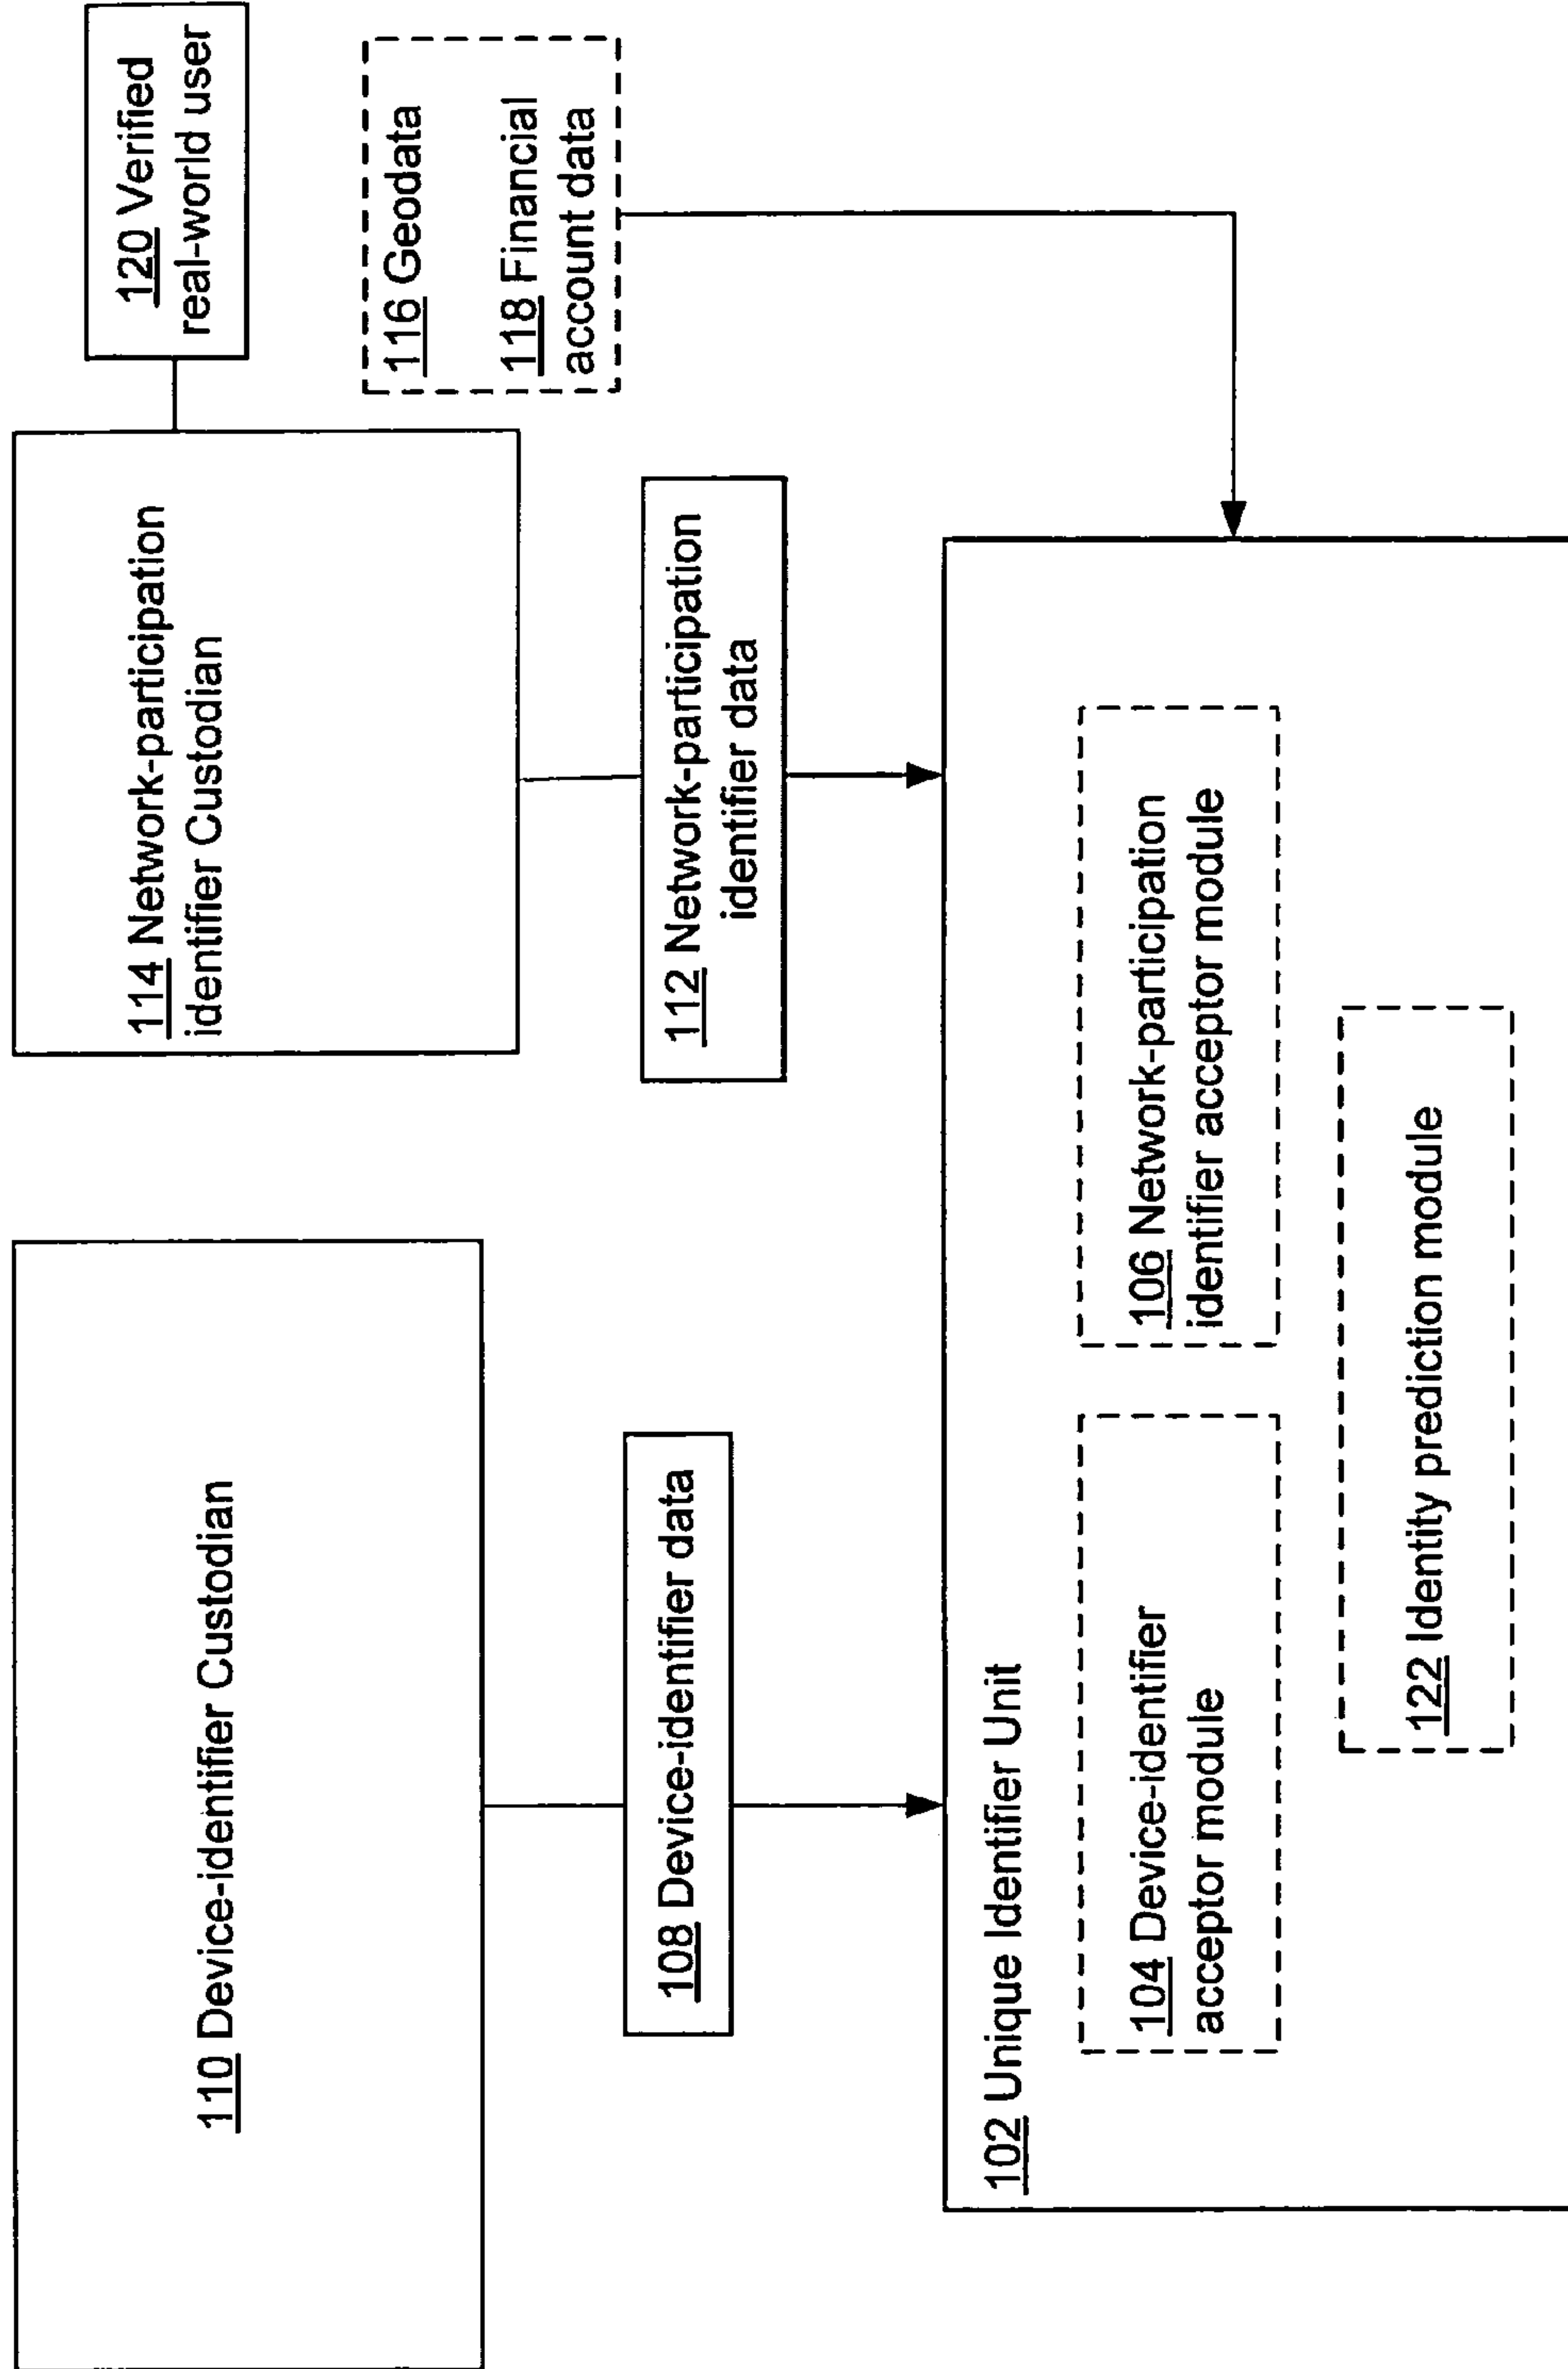 110 Device-identifier Custodian
114 Network-participation
identifier Custodian
120 Verified
real-world user
116 Geodata
118 Financial
account data
108 Device-identifier data
112 Network-participation
identifier data
102 Unique Identifier Unit
104 Device-identifier
acceptor module
106 Network-participation
identifier acceptor module
122 Identity prediction module